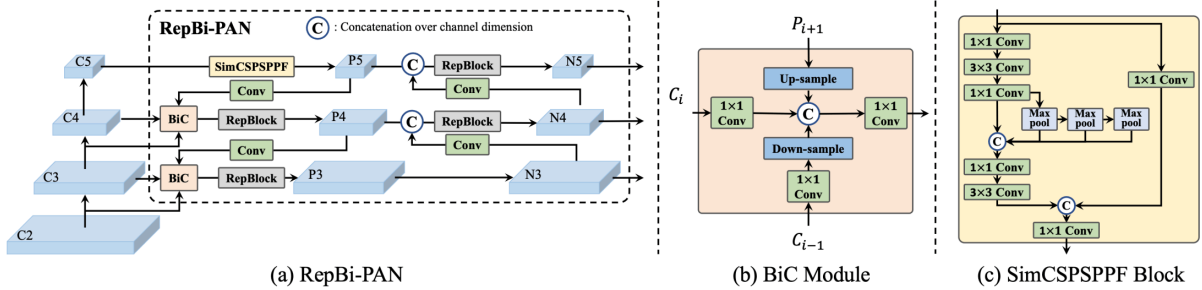 RepBi-PAN
C : Concatenation over channel dimension
C5
SimCSPSPPF
P5
C
RepBlock
N5
Conv
Conv
C4
BiC
RepBlock
P4
C
RepBlock
N4
Conv
Conv
C3
BiC
RepBlock
P3
N3
C2
(a) RepBi-PAN
P_{i+1}
Up-sample
C_i
1×1
Conv
C
1×1
Conv
Down-sample
1×1
Conv
C_{i−1}
(b) BiC Module
1×1 Conv
3×3 Conv
1×1 Conv
1×1 Conv
Max
pool
Max
pool
Max
pool
C
1×1 Conv
3×3 Conv
C
1×1 Conv
(c) SimCSPSPPF Block